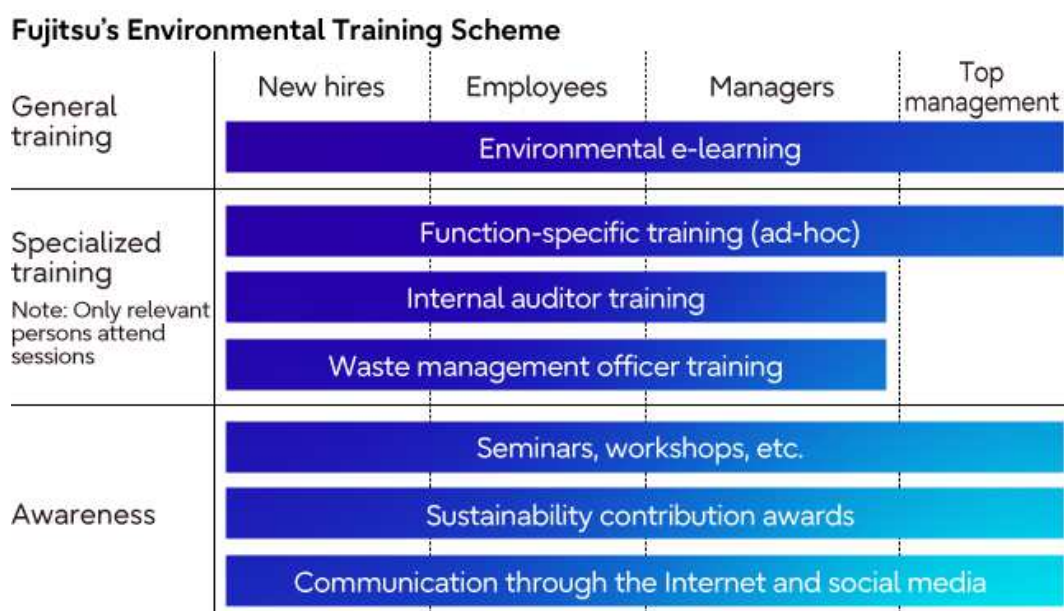 Fujitsu's Environmental Training Scheme
New hires
Employees
Managers
Top
management
General
training
Environmental e-learning
Specialized
training
Note: Only relevant
persons attend
sessions
Function-specific training (ad-hoc)
Internal auditor training
Waste management officer training
Awareness
Seminars, workshops, etc.
Sustainability contribution awards
Communication through the Internet and social media